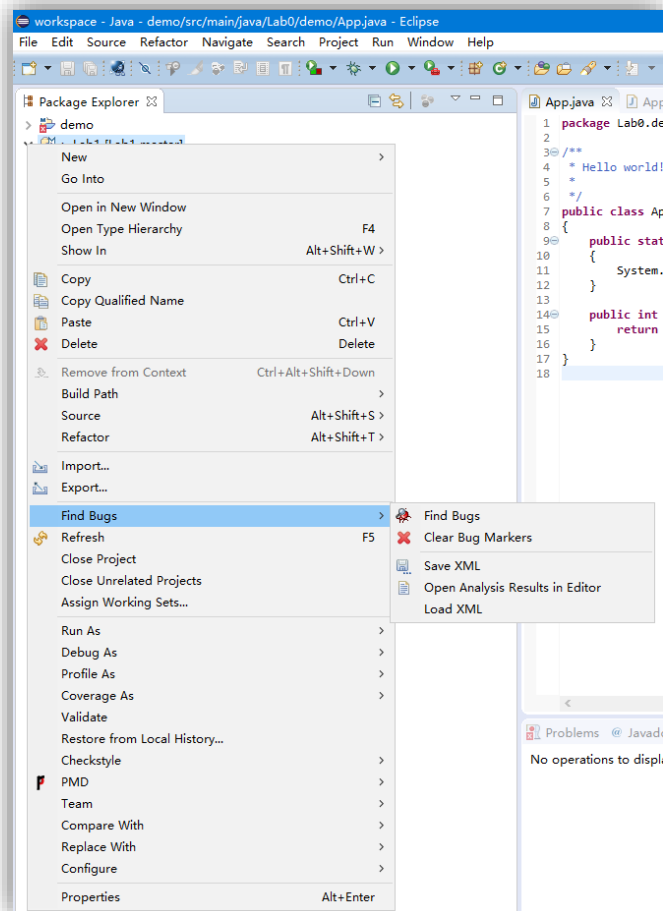 workspace - Java - demo/src/main/java/Lab0/demo/App.java - Eclipse
File Edit Source Refactor Navigate Search Project Run Window Help
Package Explorer
App.java
demo
Lab1 [Lab1 master]
New
Go Into
Open in New Window
Open Type Hierarchy F4
Show In Alt+Shift+W >
Copy Ctrl+C
Copy Qualified Name
Paste Ctrl+V
Delete Delete
Remove from Context Ctrl+Alt+Shift+Down
Build Path >
Source Alt+Shift+S >
Refactor Alt+Shift+T >
Import...
Export...
Find Bugs >
Refresh F5
Close Project
Close Unrelated Projects
Assign Working Sets...
Run As >
Debug As >
Profile As >
Coverage As >
Validate
Restore from Local History...
Checkstyle >
PMD >
Team >
Compare With >
Replace With >
Configure >
Properties Alt+Enter
Find Bugs
Clear Bug Markers
Save XML
Open Analysis Results in Editor
Load XML
1 package Lab0.de
2
3 /**
4 * Hello world!
5 *
6 */
7 public class Ap
8 {
9 public stat
10 {
11 System.
12 }
13
14 public int
15 return
16 }
17 }
18
Problems @ Javado
No operations to displa